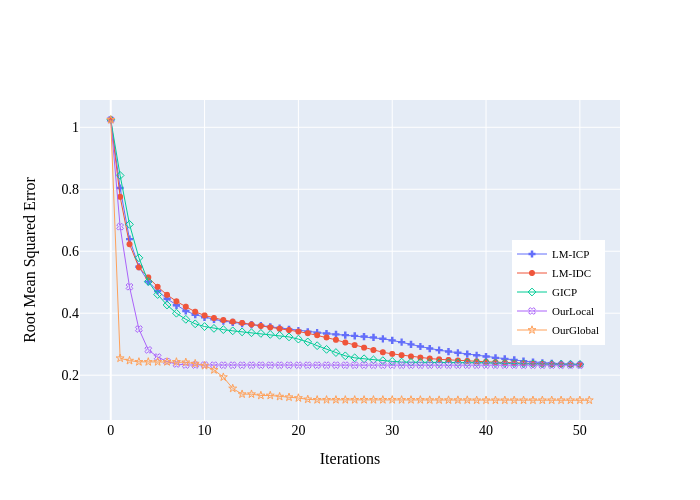 1
0.8
0.6
0.4
0.2
0 10 20 30 40 50
Iterations
Root Mean Squared Error
LM-ICP
LM-IDC
GICP
OurLocal
OurGlobal